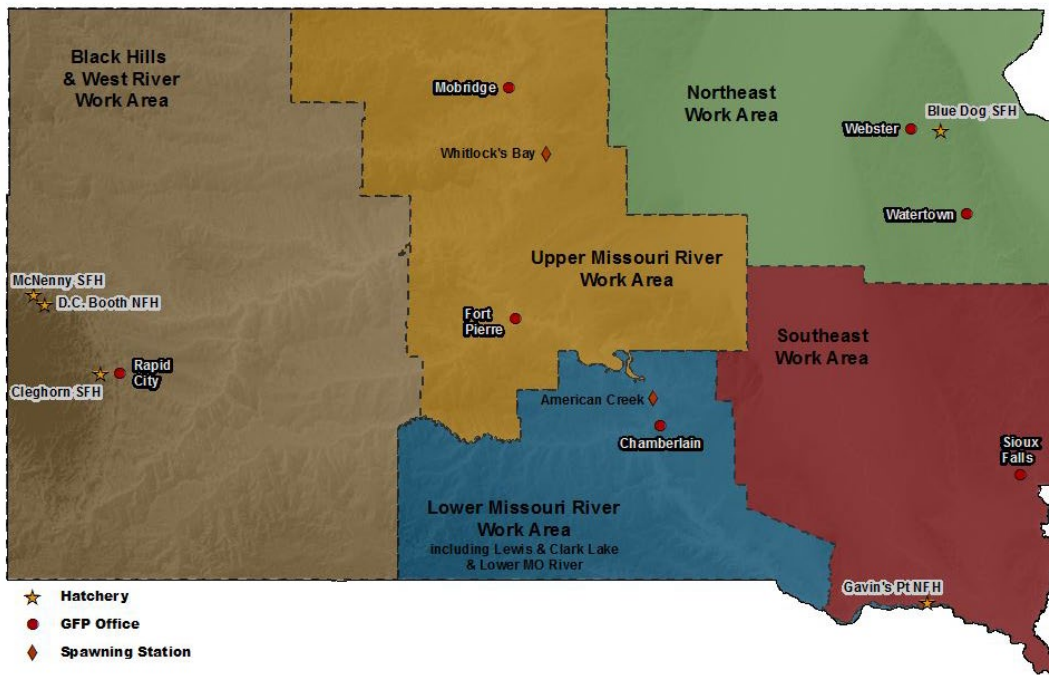 Black Hills
& West River
Work Area
Mobridge
Whitlock's Bay
Northeast
Work Area
Blue Dog SFH
Webster
Watertown
Upper Missouri River
Work Area
McNenny SFH
D.C. Booth NFH
Fort
Pierre
Southeast
Work Area
Rapid
City
Cleghorn SFH
American Creek
Chamberlain
Sioux
Falls
Lower Missouri River
Work Area
including Lewis & Clark Lake
& Lower MO River
Gavin's Pt NFH
Hatchery
GFP Office
Spawning Station